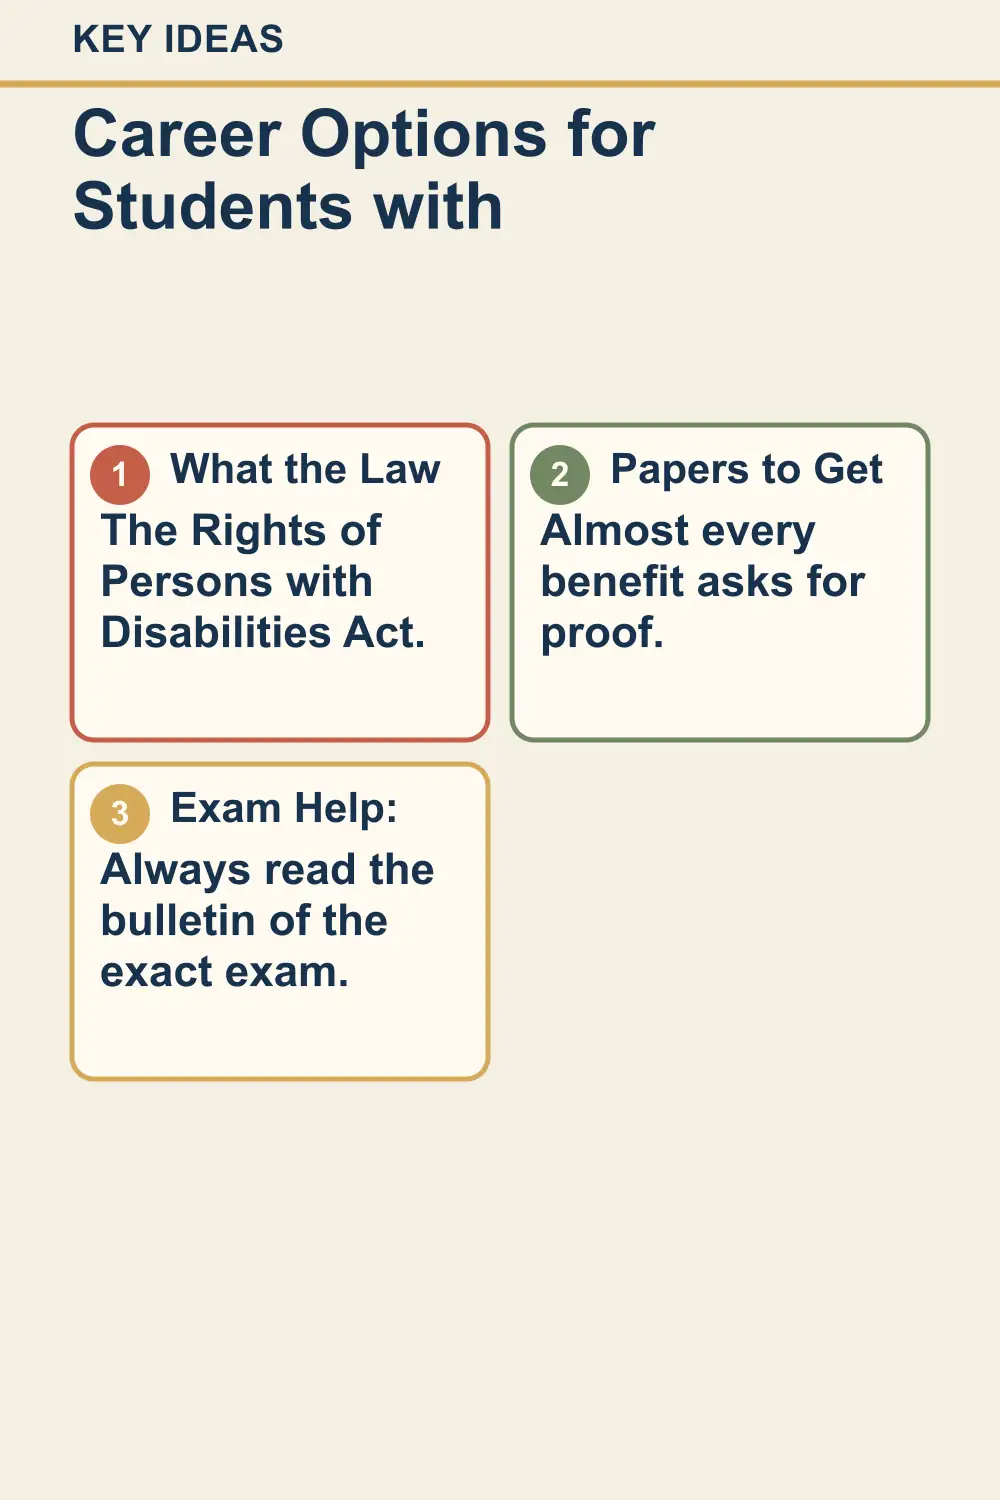 KEY IDEAS
Career Options for
Students with
1 What the Law
The Rights of
Persons with
Disabilities Act.
2 Papers to Get
Almost every
benefit asks for
proof.
3 Exam Help:
Always read the
bulletin of the
exact exam.